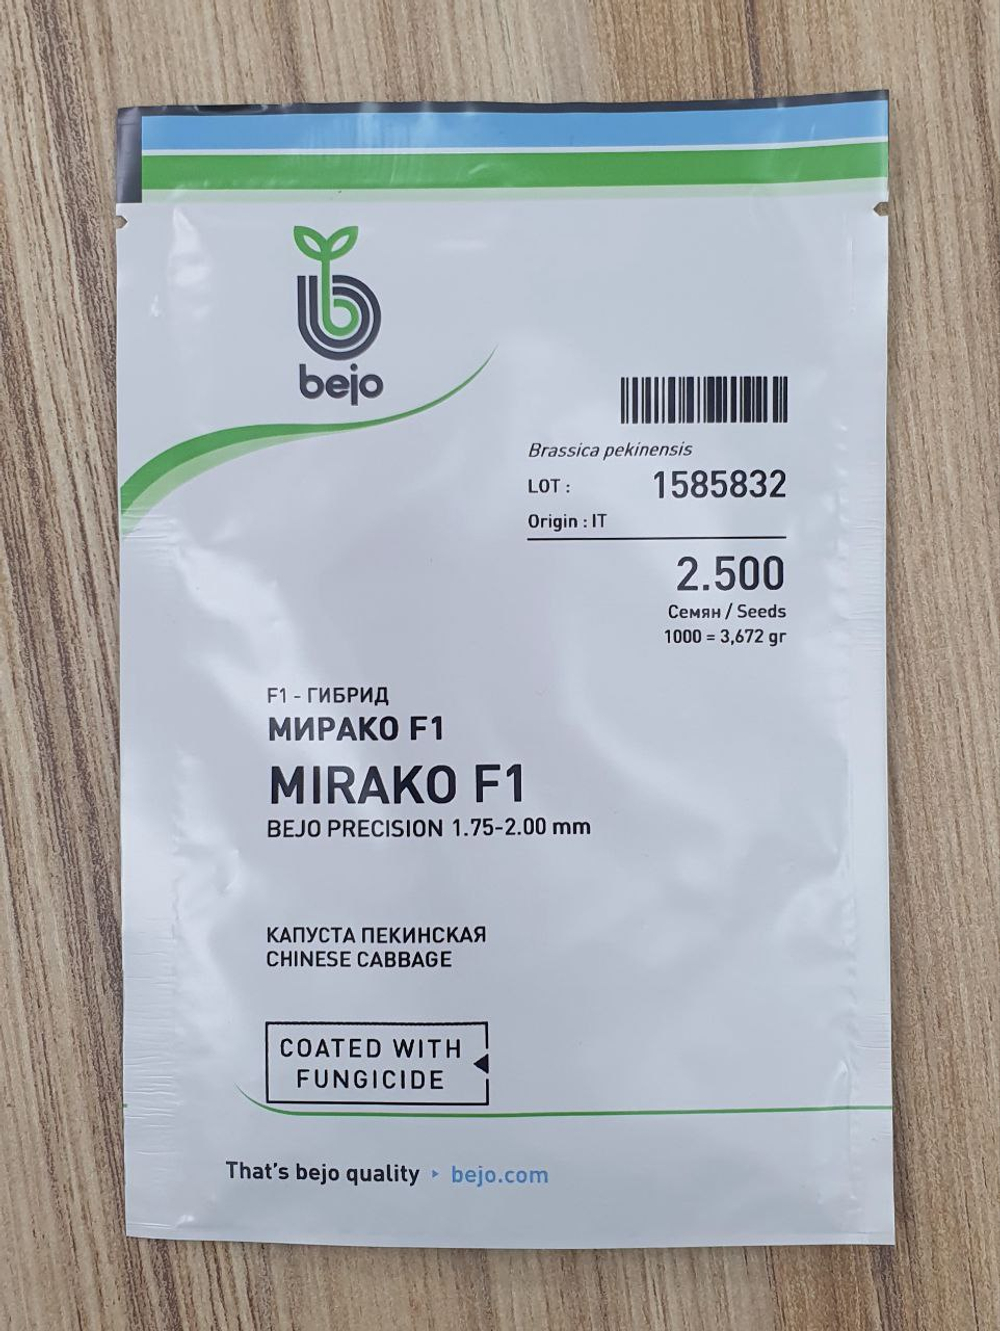 bejo
Brassica pekinensis
LOT : 1585832
Origin : IT
2.500
Семян / Seeds
1000 = 3,672 gr
F1 - ГИБРИД
МИРАКО F1
MIRAKO F1
BEJO PRECISION 1.75-2.00 mm
КАПУСТА ПЕКИНСКАЯ
CHINESE CABBAGE
COATED WITH
FUNGICIDE
That's bejo quality ▸ bejo.com